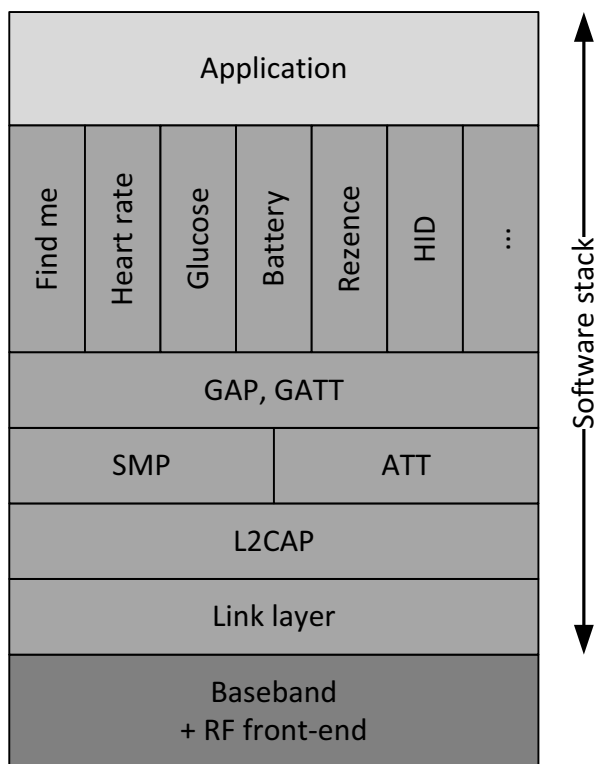 Application
Find me
Heart rate
Glucose
Battery
Rezence
HID
...
GAP, GATT
SMP
ATT
L2CAP
Link layer
Baseband
+ RF front-end
Software stack